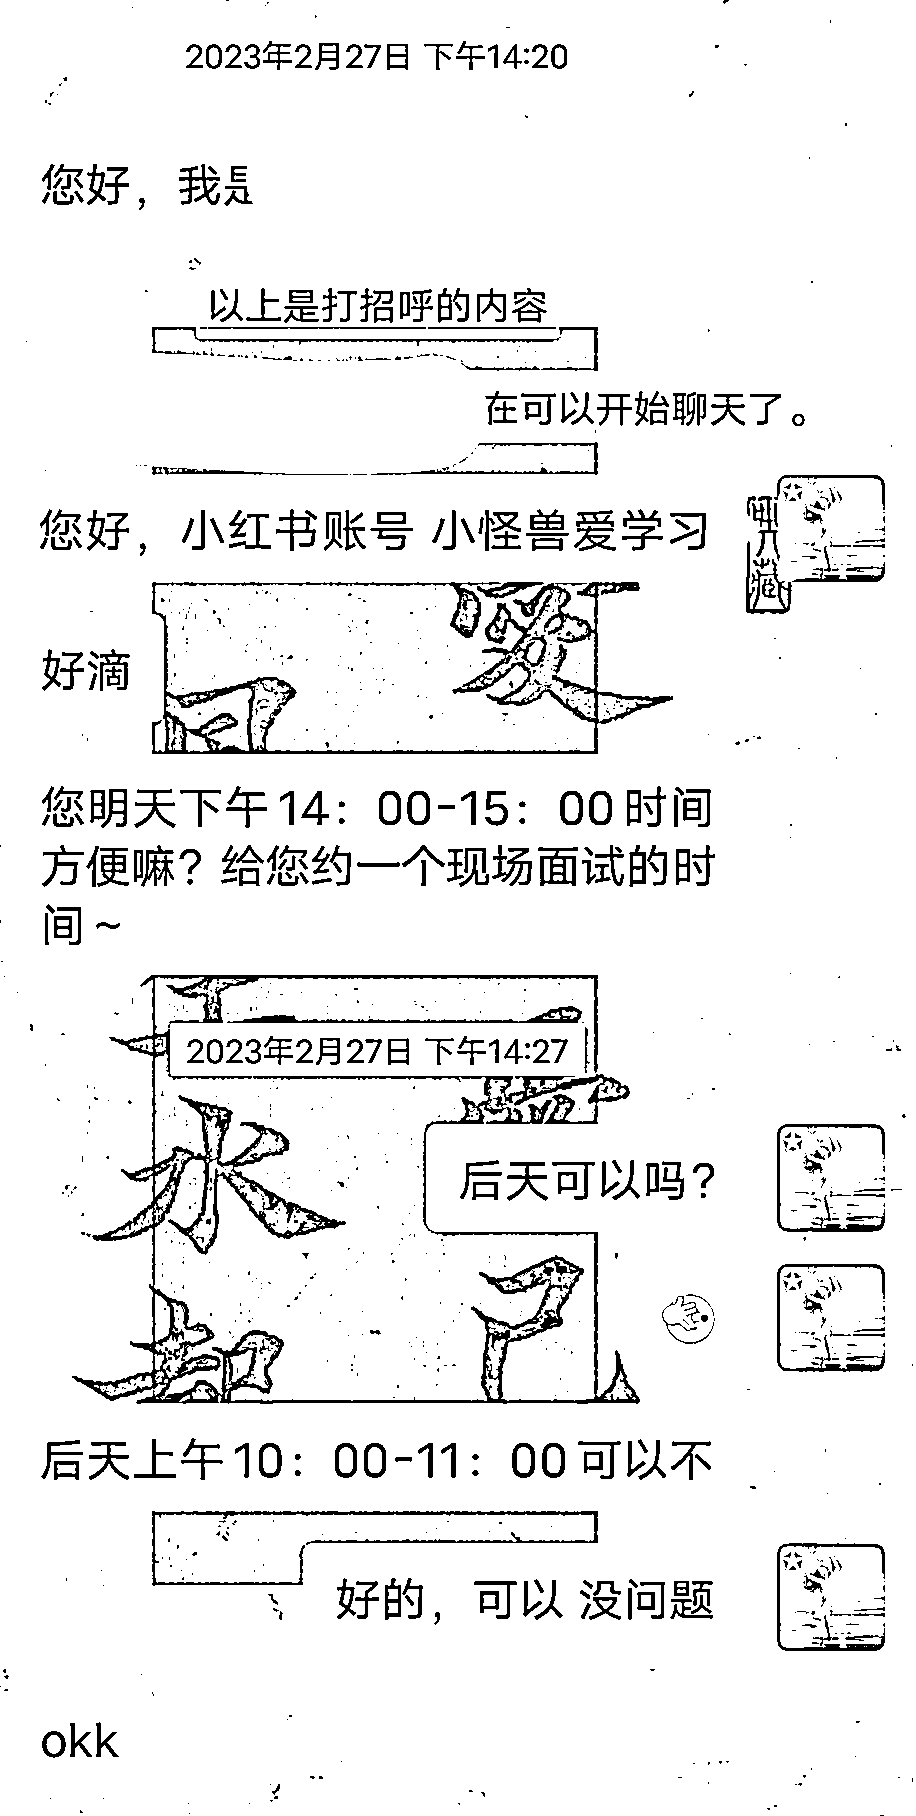 2023年2月27日 下午14:20
您好，我是
以上是打招呼的内容
在可以开始聊天了。
您好，小红书账号 小怪兽爱学习
好滴
您明天下午14：00-15：00时间
方便嘛？给您约一个现场面试的时
间~
2023年2月27日 下午14:27
水
后天可以吗？
后天上午10：00-11：00可以不
好的，可以 没问题
okk